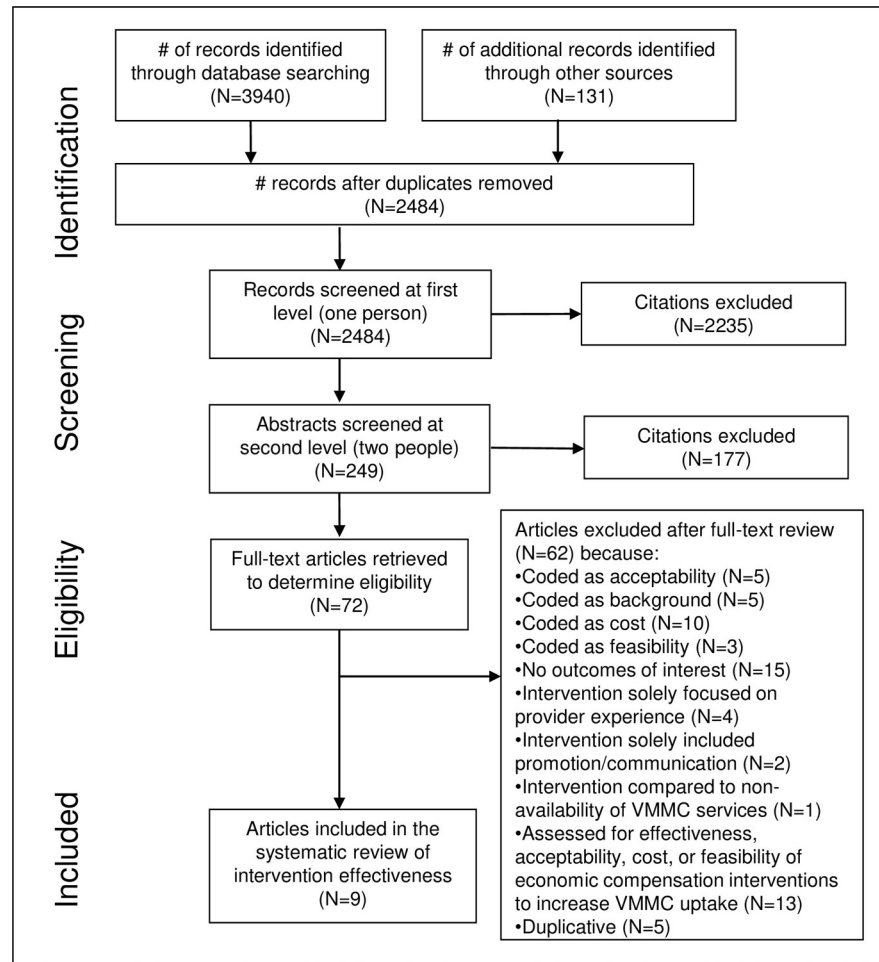 # of records identified
through database searching
(N=3940)
# of additional records identified
through other sources
(N=131)
Identification
# records after duplicates removed
(N=2484)
Screening
Records screened at first
level (one person)
(N=2484)
Citations excluded
(N=2235)
Abstracts screened at
second level (two people)
(N=249)
Citations excluded
(N=177)
Eligibility
Full-text articles retrieved
to determine eligibility
(N=72)
Articles excluded after full-text review
(N=62) because:
•Coded as acceptability (N=5)
•Coded as background (N=5)
•Coded as cost (N=10)
•Coded as feasibility (N=3)
•No outcomes of interest (N=15)
•Intervention solely focused on
provider experience (N=4)
•Intervention solely included
promotion/communication (N=2)
•Intervention compared to non-
availability of VMMC services (N=1)
•Assessed for effectiveness,
acceptability, cost, or feasibility of
economic compensation interventions
to increase VMMC uptake (N=13)
•Duplicative (N=5)
Included
Articles included in the
systematic review of
intervention effectiveness
(N=9)